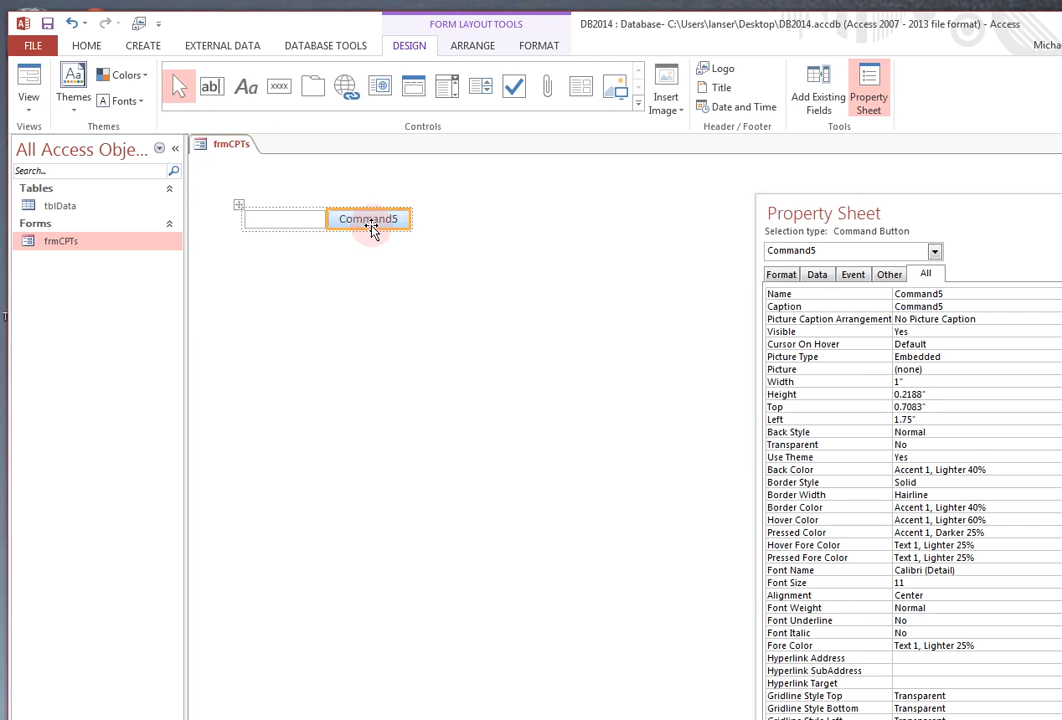 FORM LAYOUT TOOLS
DB2014 : Database- C:\Users\lanser\Desktop\DB2014.accdb (Access 2007 - 2013 file format) - Access
FILE HOME CREATE EXTERNAL DATA DATABASE TOOLS DESIGN ARRANGE FORMAT
Micha
View
Themes
Colors
Fonts
ab|
Aa
xxxx
Insert
Image
Logo
Title
Date and Time
Add Existing
Fields
Property
Sheet
Views Themes Controls Header / Footer Tools
All Access Obje...
Search...
Tables
tblData
Forms
frmCPTs
frmCPTs
Command5
Property Sheet
Selection type: Command Button
Command5
Format Data Event Other All
Name Command5
Caption Command5
Picture Caption Arrangement No Picture Caption
Visible Yes
Cursor On Hover Default
Picture Type Embedded
Picture (none)
Width 1"
Height 0.2188"
Top 0.7083"
Left 1.75"
Back Style Normal
Transparent No
Use Theme Yes
Back Color Accent 1, Lighter 40%
Border Style Solid
Border Width Hairline
Border Color Accent 1, Lighter 40%
Hover Color Accent 1, Lighter 60%
Pressed Color Accent 1, Darker 25%
Hover Fore Color Text 1, Lighter 25%
Pressed Fore Color Text 1, Lighter 25%
Font Name Calibri (Detail)
Font Size 11
Alignment Center
Font Weight Normal
Font Underline No
Font Italic No
Fore Color Text 1, Lighter 25%
Hyperlink Address
Hyperlink SubAddress
Hyperlink Target
Gridline Style Top Transparent
Gridline Style Bottom Transparent